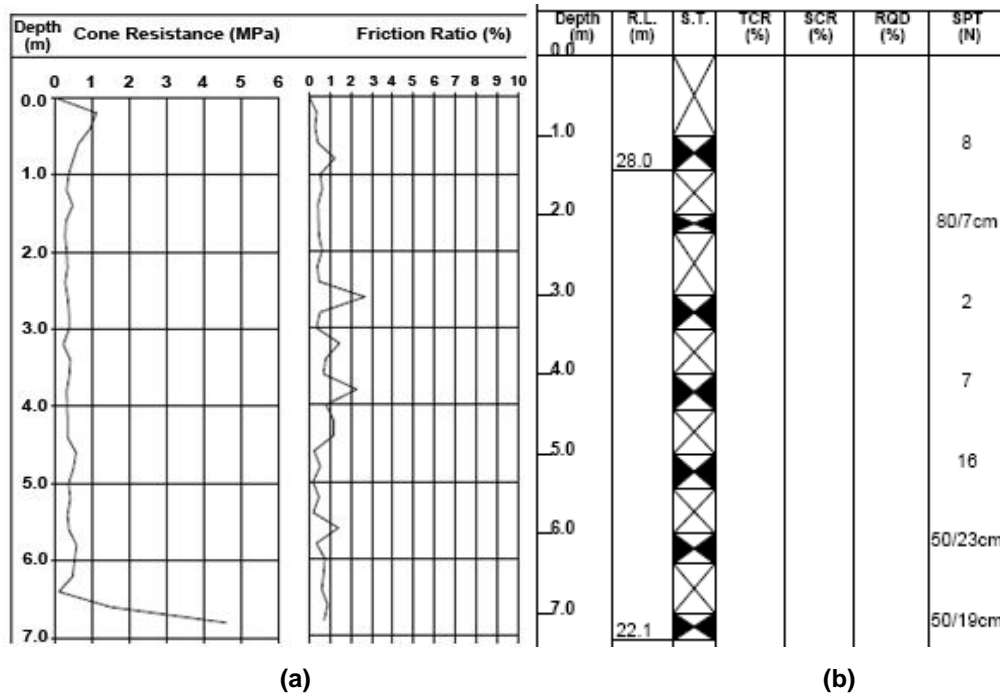 Depth (m) Cone Resistance (MPa) Friction Ratio (%)
0 1 2 3 4 5 6 0 1 2 3 4 5 6 7 8 9 10
0.0
1.0
2.0
3.0
4.0
5.0
6.0
7.0
(a)
Depth (m) R.L. (m) S.T. TCR (%) SCR (%) RQD (%) SPT (N)
0.0
1.0 8
28.0
2.0 80/7cm
3.0 2
4.0 7
5.0 16
6.0 50/23cm
7.0 50/19cm
22.1
(b)